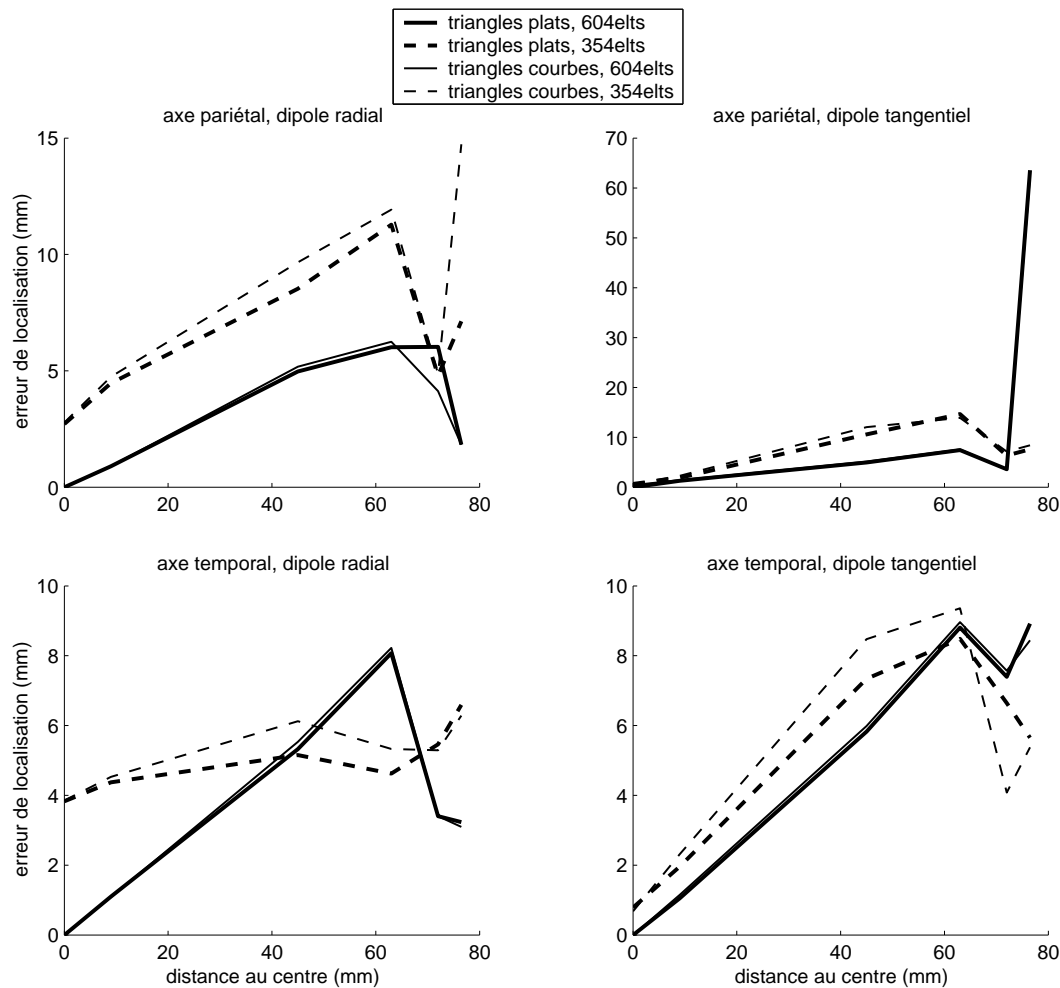 triangles plats, 604elts
triangles plats, 354elts
triangles courbes, 604elts
triangles courbes, 354elts
axe pariétal, dipole radial
15
10
5
0
0 20 40 60 80
erreur de localisation (mm)
axe pariétal, dipole tangentiel
70
60
50
40
30
20
10
0
0 20 40 60 80
axe temporal, dipole radial
10
8
6
4
2
0
0 20 40 60 80
erreur de localisation (mm)
distance au centre (mm)
axe temporal, dipole tangentiel
10
8
6
4
2
0
0 20 40 60 80
distance au centre (mm)